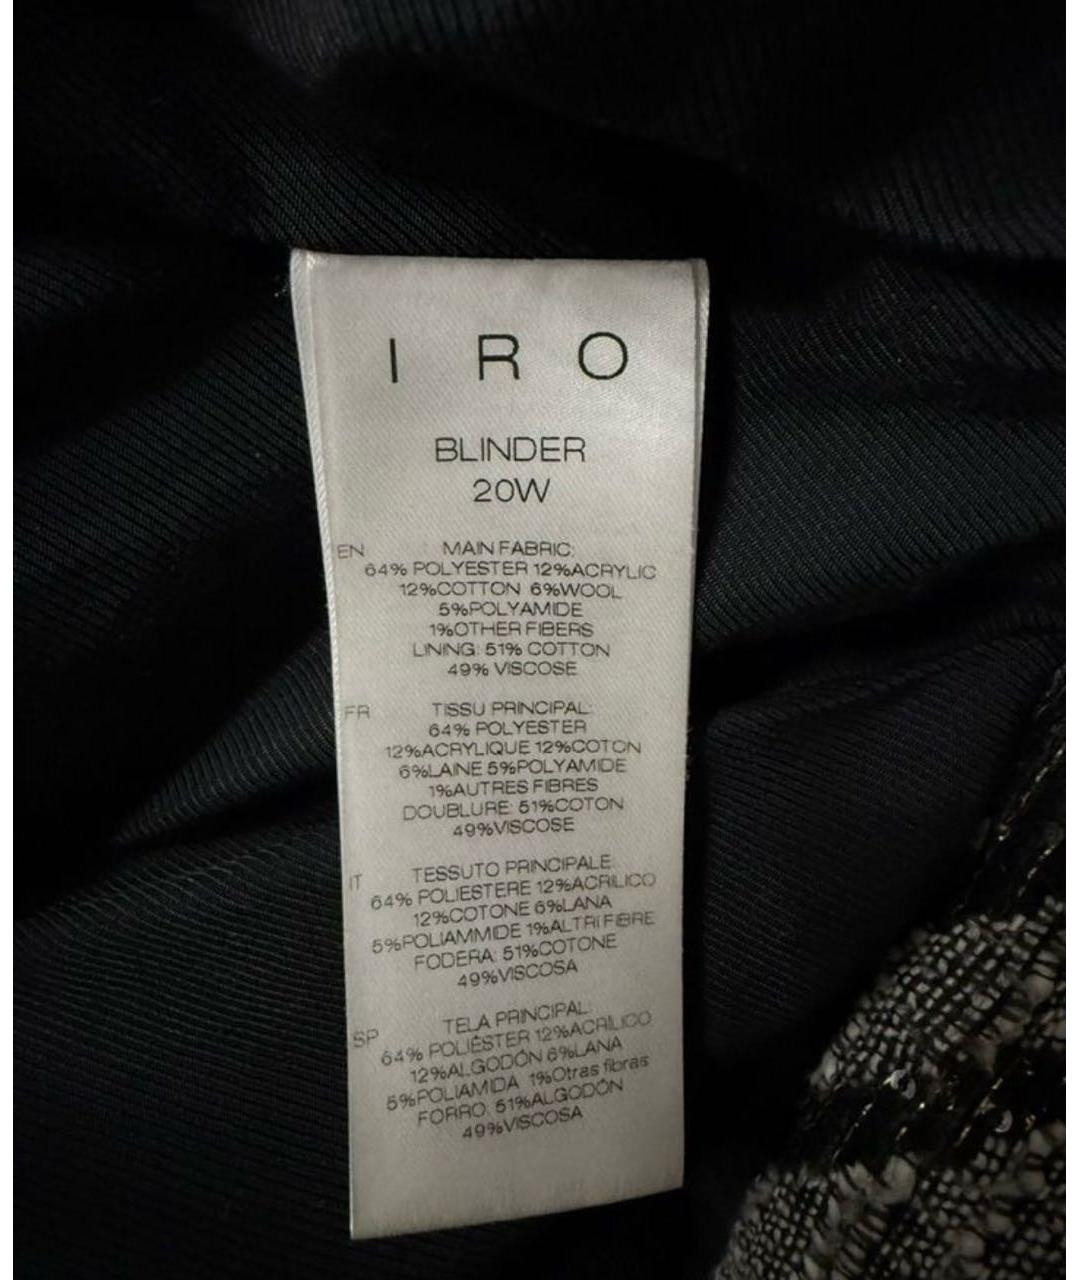 I R O
BLINDER
20W
EN MAIN FABRIC:
64% POLYESTER 12%ACRYLIC
12%COTTON 6%WOOL
5%POLYAMIDE
1%OTHER FIBERS
LINING: 51% COTTON
49% VISCOSE
FR TISSU PRINCIPAL:
64% POLYESTER
12%ACRYLIQUE 12%COTON
6%LAINE 5%POLYAMIDE
1%AUTRES FIBRES
DOUBLURE: 51%COTON
49%VISCOSE
IT TESSUTO PRINCIPALE:
64% POLIESTERE 12%ACRILICO
12%COTONE 6%LANA
5%POLIAMMIDE 1%ALTRI FIBRE
FODERA: 51%COTONE
49%VISCOSA
SP TELA PRINCIPAL:
64% POLIÉSTER 12%ACRILICO
12%ALGODÓN 6%LANA
5%POLIAMIDA 1%Otras fibras
FORRO: 51%ALGODÓN
49%VISCOSA